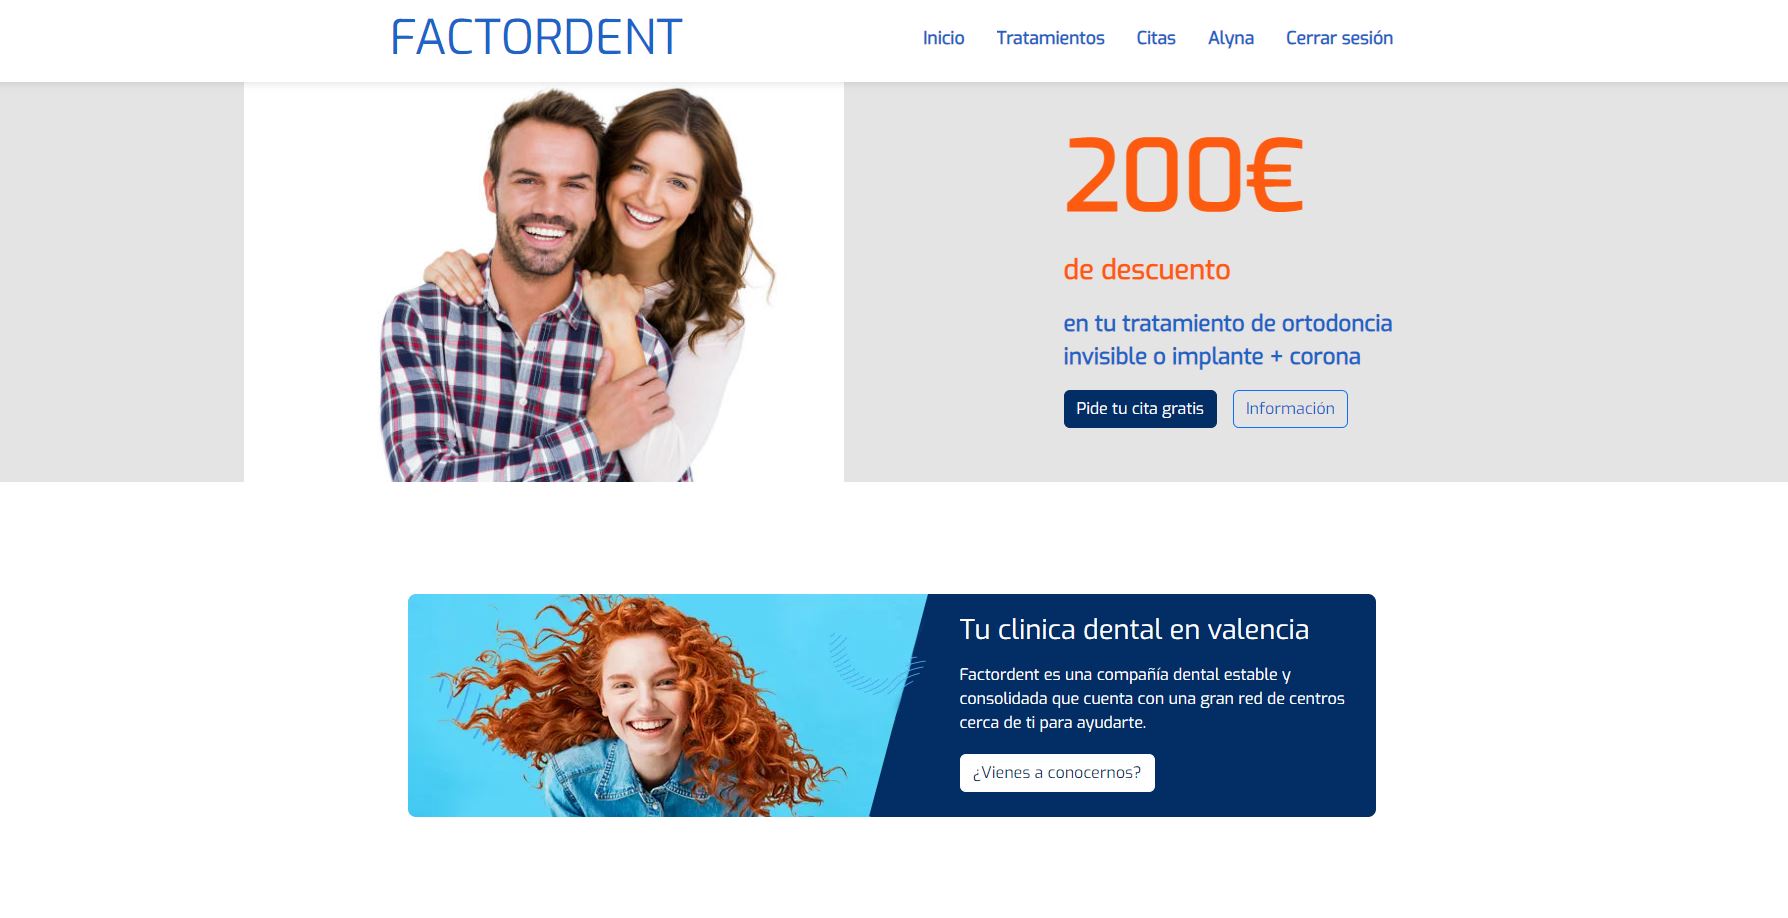 FACTORDENT
Inicio Tratamientos Citas Alyna Cerrar sesión
200€
de descuento
en tu tratamiento de ortodoncia
invisible o implante + corona
Pide tu cita gratis Información
Tu clinica dental en valencia
Factordent es una compañía dental estable y
consolidada que cuenta con una gran red de centros
cerca de ti para ayudarte.
¿Vienes a conocernos?